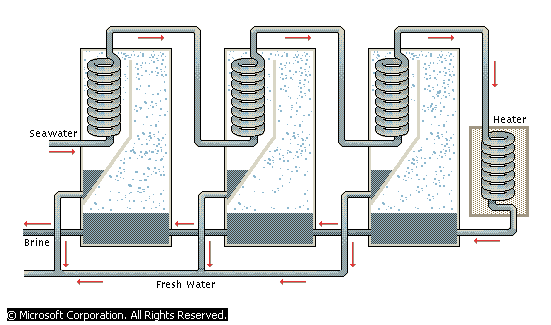 Heater
Seawater
Brine
Fresh Water
© Microsoft Corporation. All Rights Reserved.